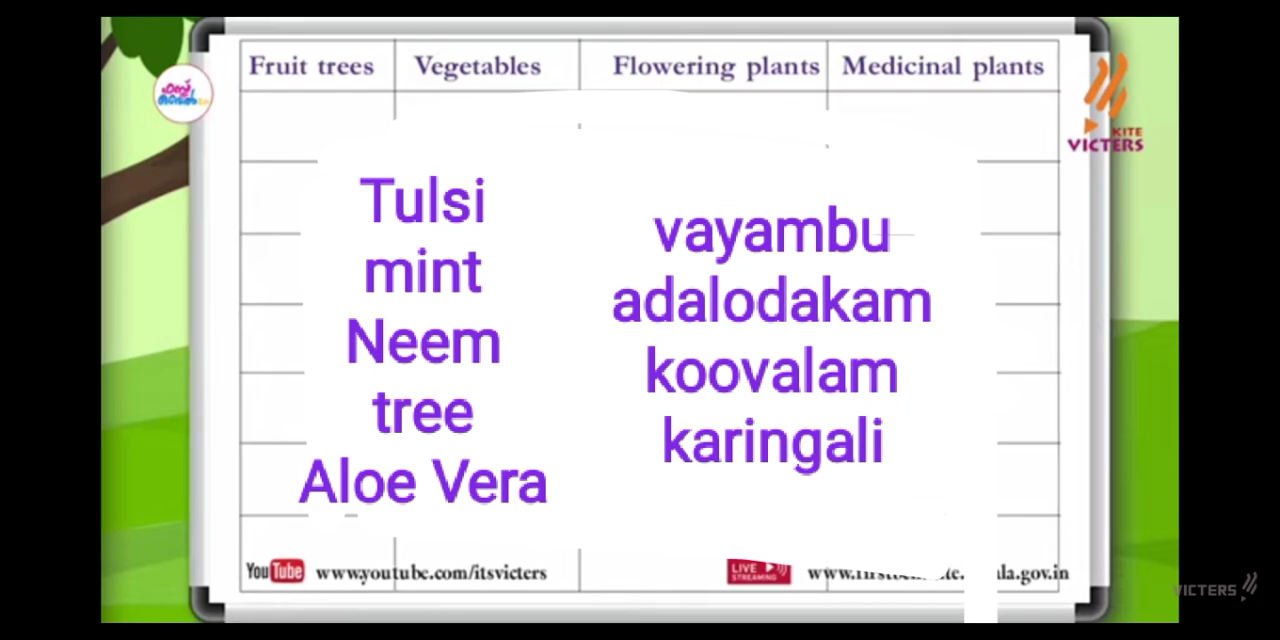 Fruit trees Vegetables Flowering plants Medicinal plants
KITE
VICTERS
Tulsi
mint
Neem
tree
Aloe Vera
vayambu
adalodakam
koovalam
karingali
YouTube www.youtube.com/itsvicters
LIVE
STREAMING
VICTERS